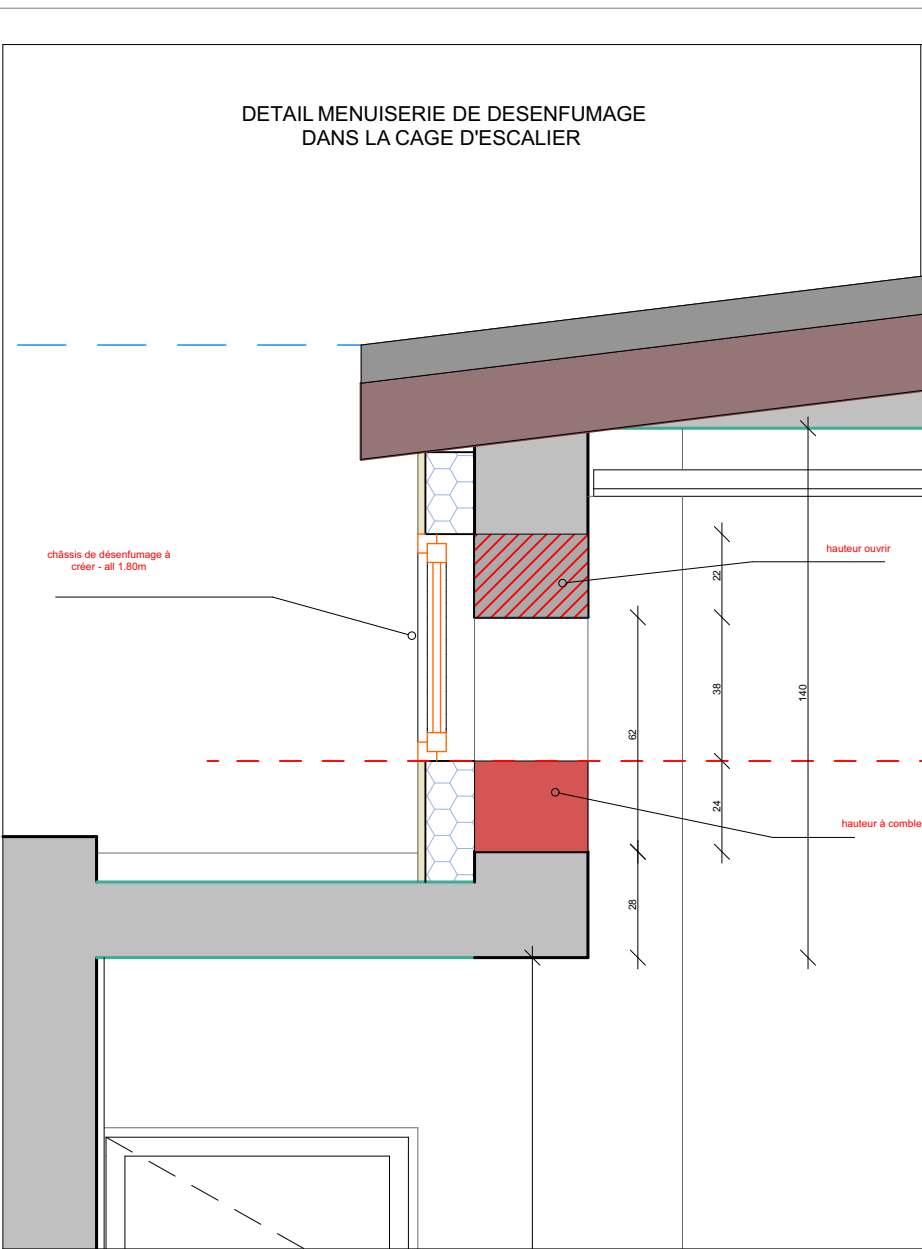 DETAIL MENUISERIE DE DESENFUMAGE
DANS LA CAGE D'ESCALIER
châssis de désenfumage à
créer - all 1.80m
hauteur ouvrir
22
38
62
140
24
hauteur à comble
28